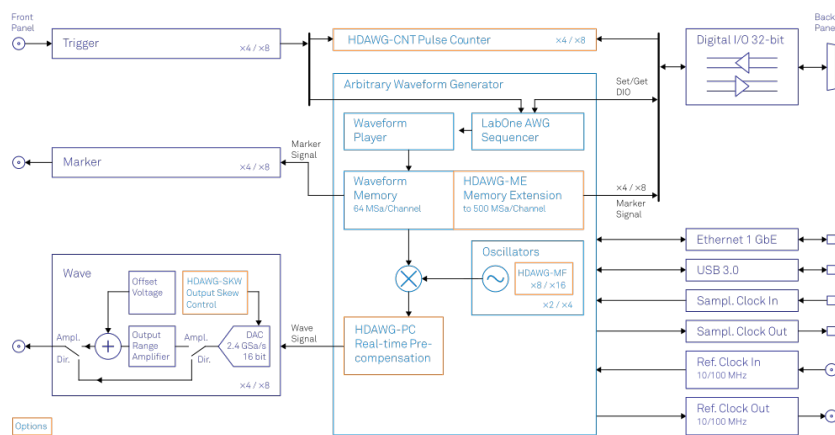 Front
Panel
Back
Pane
Trigger
×4 / ×8
HDAWG-CNT Pulse Counter
×4 / ×8
Digital I/O 32-bit
Arbitrary Waveform Generator
Set/Get
DIO
Waveform
Player
LabOne AWG
Sequencer
Marker
Signal
Marker
×4 / ×8
Waveform
Memory
64 MSa/Channel
HDAWG-ME
Memory Extension
to 500 MSa/Channel
×4 / ×8
Marker
Signal
Ethernet 1 GbE
Oscillators
HDAWG-MF
×8 / ×16
×2 / ×4
USB 3.0
Wave
Offset
Voltage
HDAWG-SKW
Output Skew
Control
Sampl. Clock In
Sampl. Clock Out
Wave
Signal
HDAWG-PC
Real-time Pre-
compensation
Ampl.
Dir.
Output
Range
Amplifier
Ampl.
Dir.
DAC
2.4 GSa/s
16 bit
×4 / ×8
Ref. Clock In
10/100 MHz
Ref. Clock Out
10/100 MHz
Options